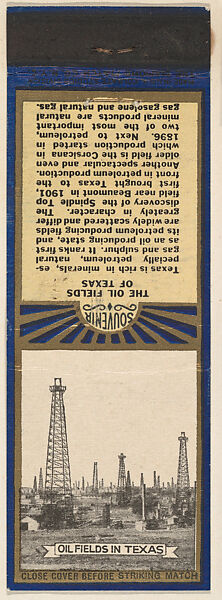 THE OIL FIELDS
OF TEXAS
Texas is rich in minerals, es-
pecially petroleum, natural
gas and sulphur. It ranks first
as an oil producing state, and
its petroleum producing fields
are widely scattered and differ
greatly in character. The
discovery of the Spindle Top
field near Beaumont in 1901,
first brought Texas to the
front in petroleum production
Another spectacular and even
older field is the Corsicana
which production started in
1896. Next to petroleum,
two of the most important
mineral products are natural
gas gasolene and natural gas.
SOUVENIR
OIL FIELDS IN TEXAS
CLOSE COVER BEFORE STRIKING MATCH